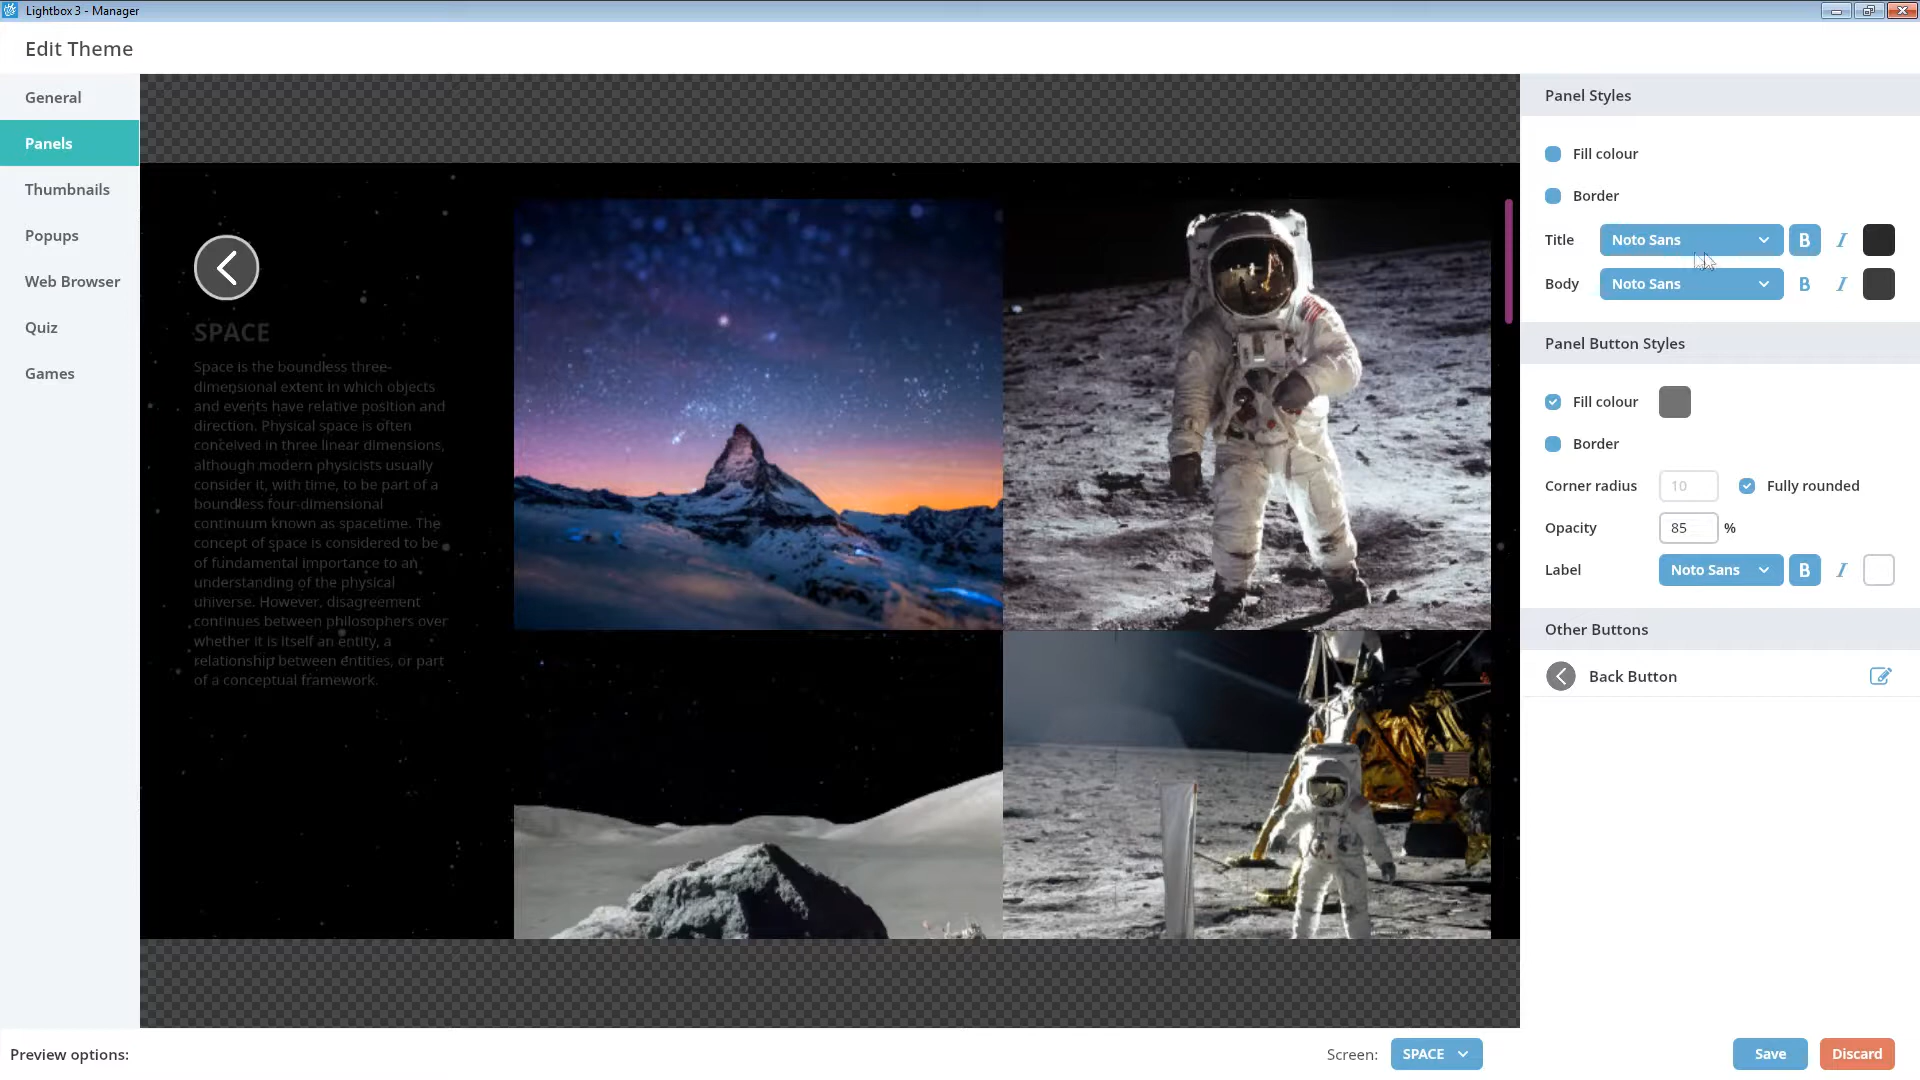 Lightbox 3 - Manager
Edit Theme
General
Panels
Thumbnails
Popups
Web Browser
Quiz
Games
SPACE
Space is the boundless three-
dimensional extent in which objects
and events have relative position and
direction. Physical space is often
conceived in three linear dimensions,
although modern physicists usually
consider it, with time, to be part of a
boundless four-dimensional
continuum known as spacetime. The
concept of space is considered to be
of fundamental importance to an
understanding of the physical
universe. However, disagreement
continues between philosophers over
whether it is itself an entity, a
relationship between entities, or part
of a conceptual framework.
Panel Styles
Fill colour
Border
Title Noto Sans B I
Body Noto Sans B I
Panel Button Styles
Fill colour
Border
Corner radius 10 Fully rounded
Opacity 85 %
Label Noto Sans B I
Other Buttons
Back Button
Preview options:
Screen: SPACE
Save Discard